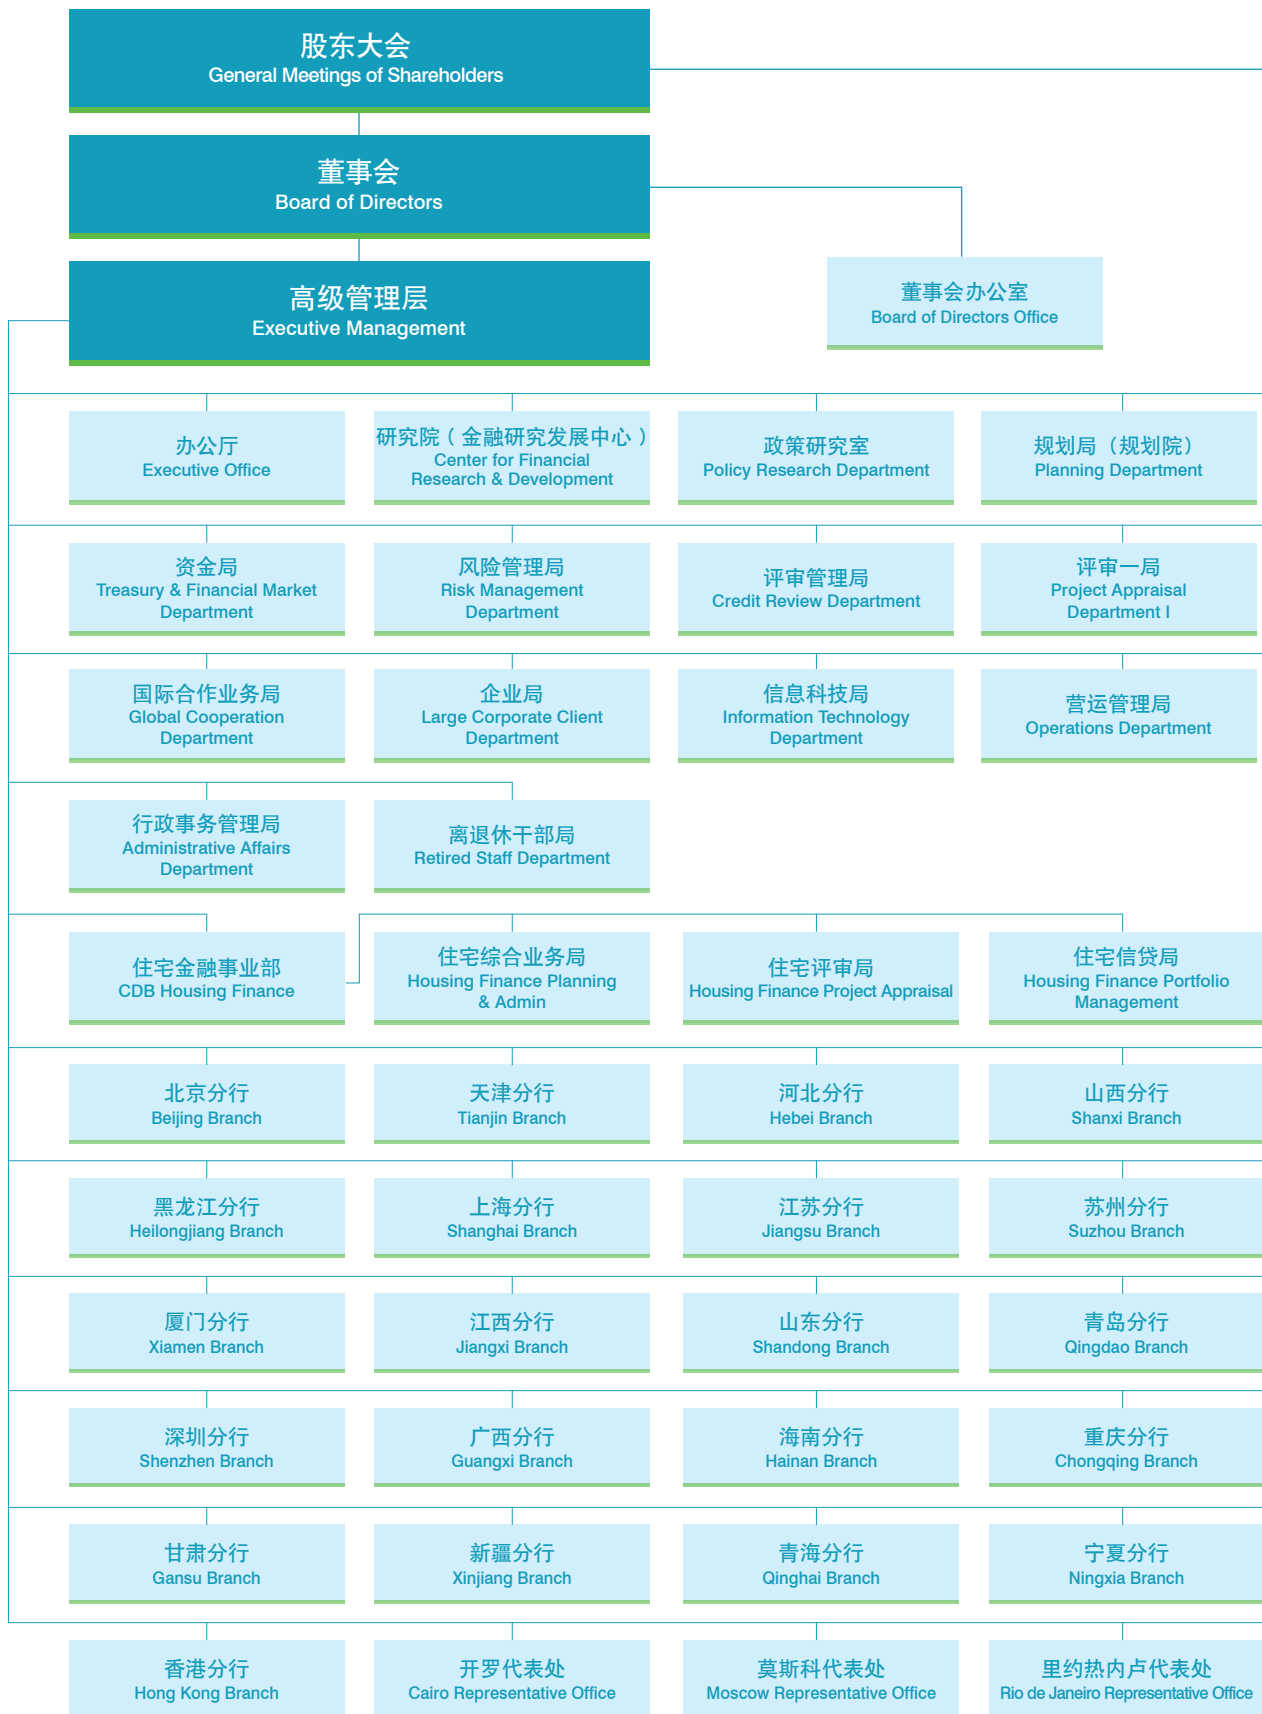 股东大会
General Meetings of Shareholders
董事会
Board of Directors
高级管理层
Executive Management
董事会办公室
Board of Directors Office
办公厅
Executive Office
研究院（金融研究发展中心）
Center for Financial
Research & Development
政策研究室
Policy Research Department
规划局（规划院）
Planning Department
资金局
Treasury & Financial Market
Department
风险管理局
Risk Management
Department
评审管理局
Credit Review Department
评审一局
Project Appraisal
Department I
国际合作业务局
Global Cooperation
Department
企业局
Large Corporate Client
Department
信息科技局
Information Technology
Department
营运管理局
Operations Department
行政事务管理局
Administrative Affairs
Department
离退休干部局
Retired Staff Department
住宅金融事业部
CDB Housing Finance
住宅综合业务局
Housing Finance Planning
& Admin
住宅评审局
Housing Finance Project Appraisal
住宅信贷局
Housing Finance Portfolio
Management
北京分行
Beijing Branch
天津分行
Tianjin Branch
河北分行
Hebei Branch
山西分行
Shanxi Branch
黑龙江分行
Heilongjiang Branch
上海分行
Shanghai Branch
江苏分行
Jiangsu Branch
苏州分行
Suzhou Branch
厦门分行
Xiamen Branch
江西分行
Jiangxi Branch
山东分行
Shandong Branch
青岛分行
Qingdao Branch
深圳分行
Shenzhen Branch
广西分行
Guangxi Branch
海南分行
Hainan Branch
重庆分行
Chongqing Branch
甘肃分行
Gansu Branch
新疆分行
Xinjiang Branch
青海分行
Qinghai Branch
宁夏分行
Ningxia Branch
香港分行
Hong Kong Branch
开罗代表处
Cairo Representative Office
莫斯科代表处
Moscow Representative Office
里约热内卢代表处
Rio de Janeiro Representative Office